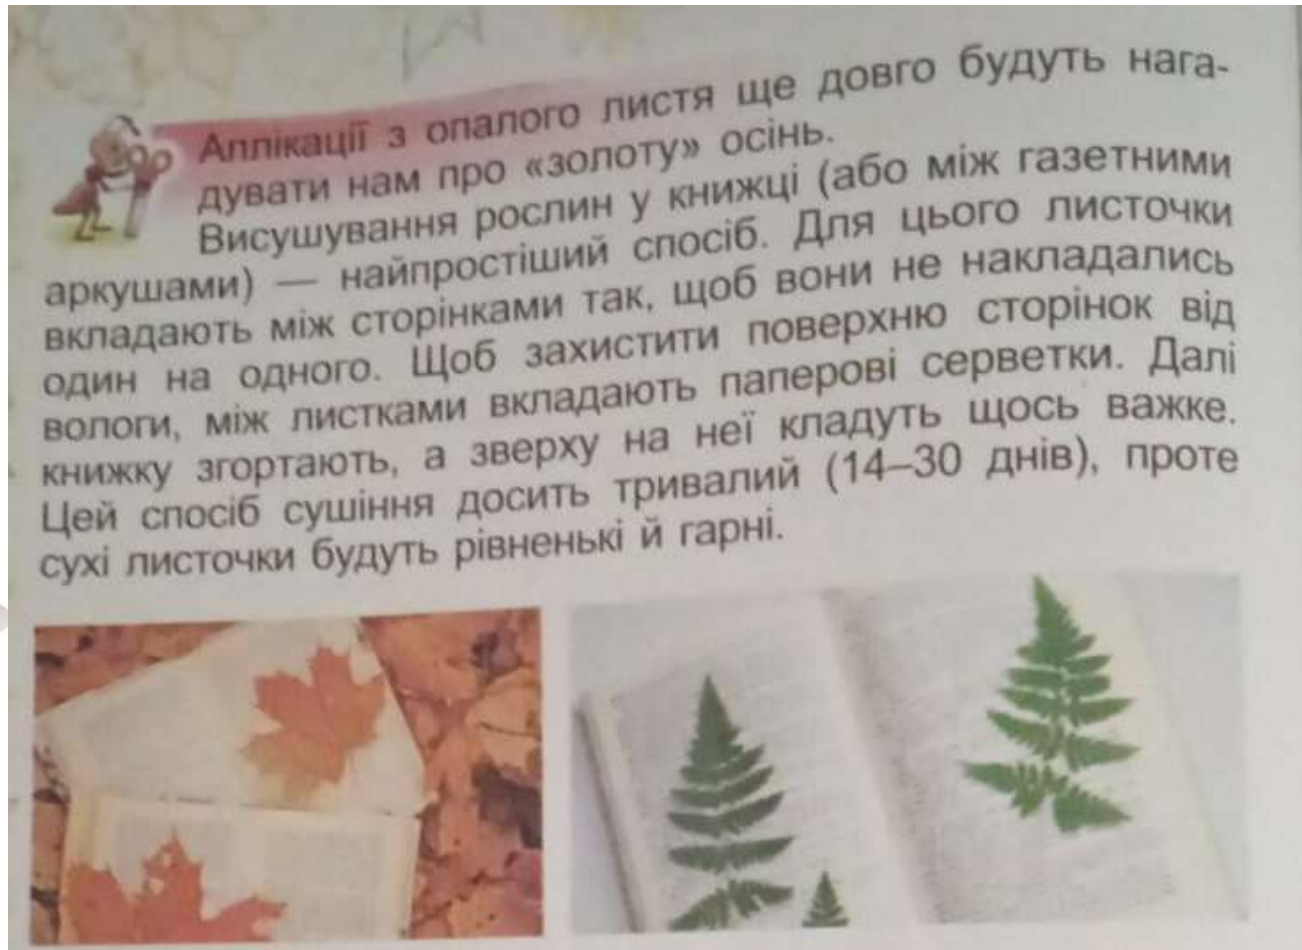 Аплікації з опалого листя ще довго будуть нага-
дувати нам про «золоту» осінь.
Висушування рослин у книжці (або між газетними
аркушами) — найпростіший спосіб. Для цього листочки
вкладають між сторінками так, щоб вони не накладались
один на одного. Щоб захистити поверхню сторінок від
вологи, між листками вкладають паперові серветки. Далі
книжку згортають, а зверху на неї кладуть щось важке.
Цей спосіб сушіння досить тривалий (14–30 днів), проте
сухі листочки будуть рівненькі й гарні.